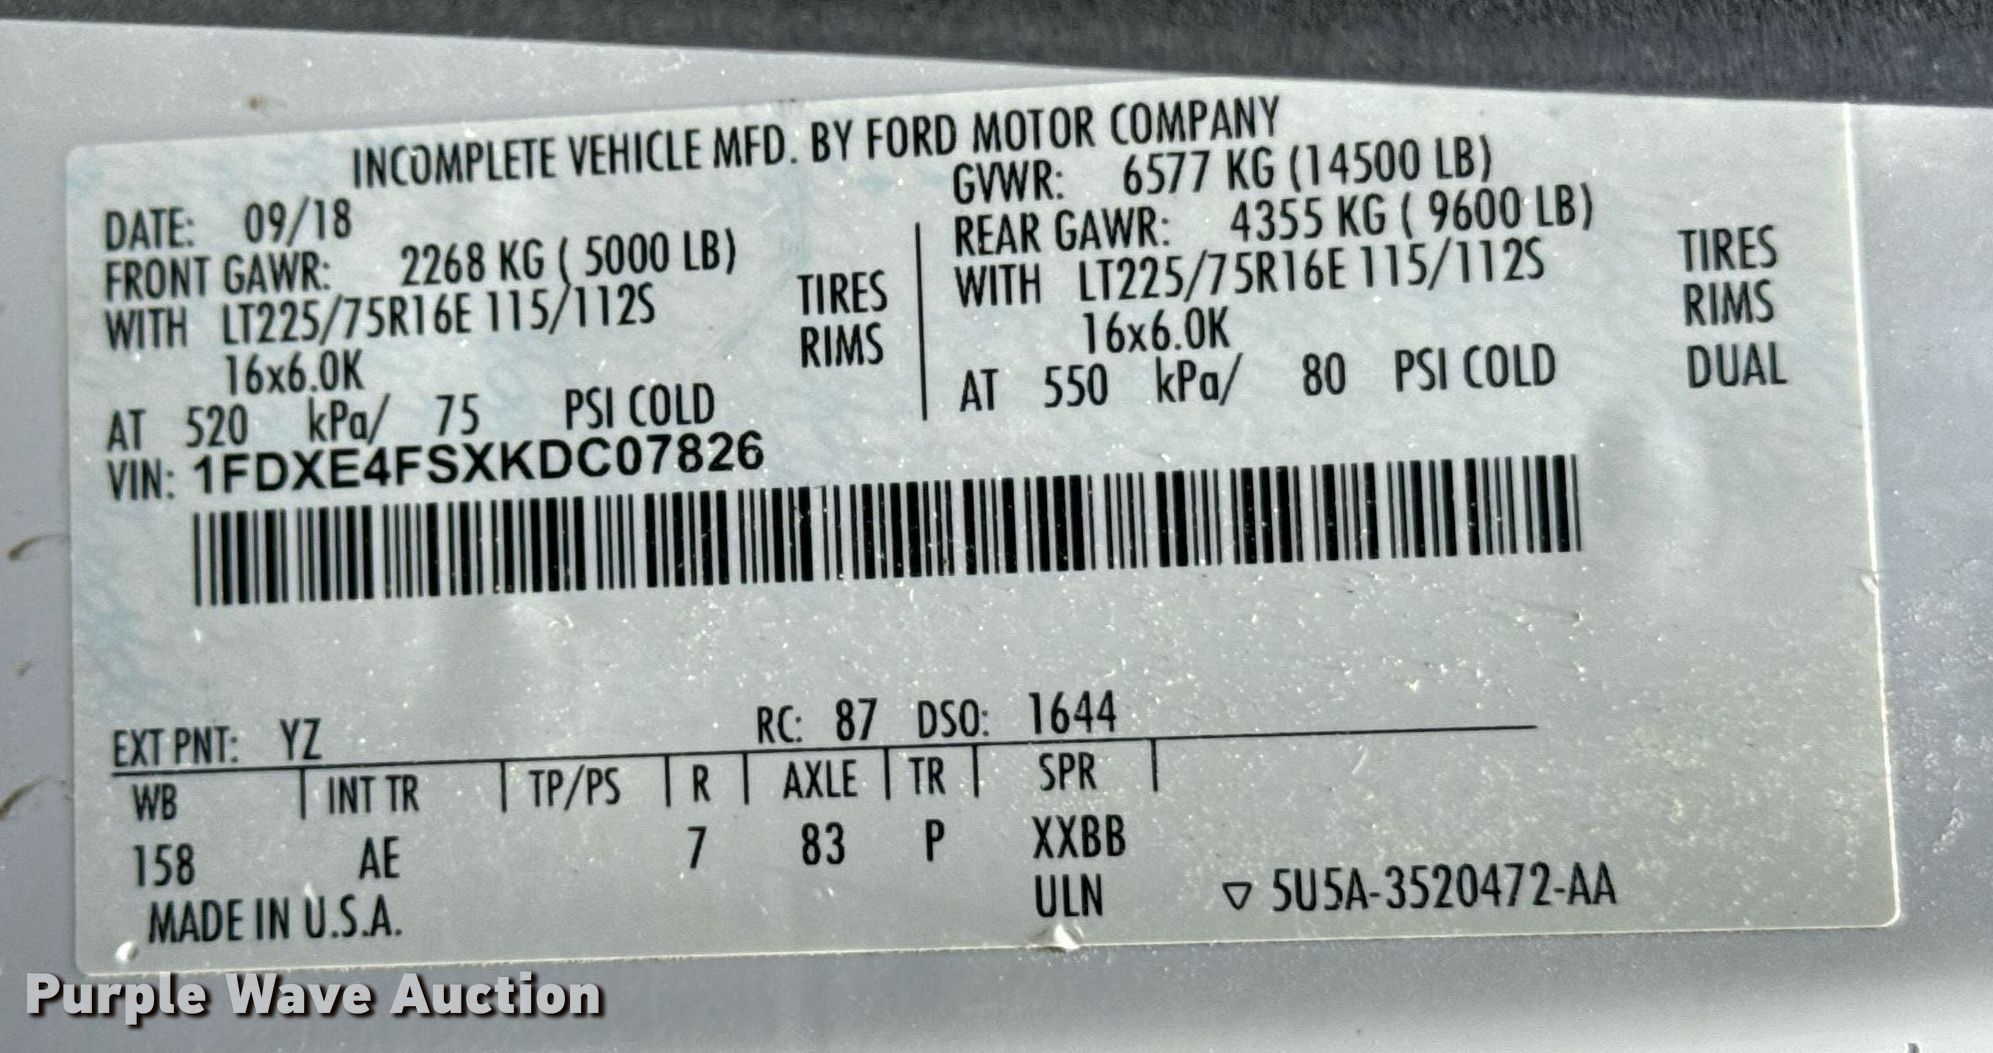 INCOMPLETE VEHICLE MFD. BY FORD MOTOR COMPANY
DATE: 09/18
GVWR: 6577 KG (14500 LB)
FRONT GAWR: 2268 KG ( 5000 LB)
REAR GAWR: 4355 KG ( 9600 LB)
WITH LT225/75R16E 115/112S TIRES
WITH LT225/75R16E 115/112S TIRES
16x6.0K RIMS
16x6.0K RIMS
AT 520 kPa/ 75 PSI COLD
AT 550 kPa/ 80 PSI COLD DUAL
VIN: 1FDXE4FSXKDC07826
EXT PNT: YZ RC: 87 DSO: 1644
WB | INT TR | TP/PS | R | AXLE | TR | SPR |
158 AE 7 83 P XXBB
MADE IN U.S.A. ULN ▽ 5U5A-3520472-AA
Purple Wave Auction